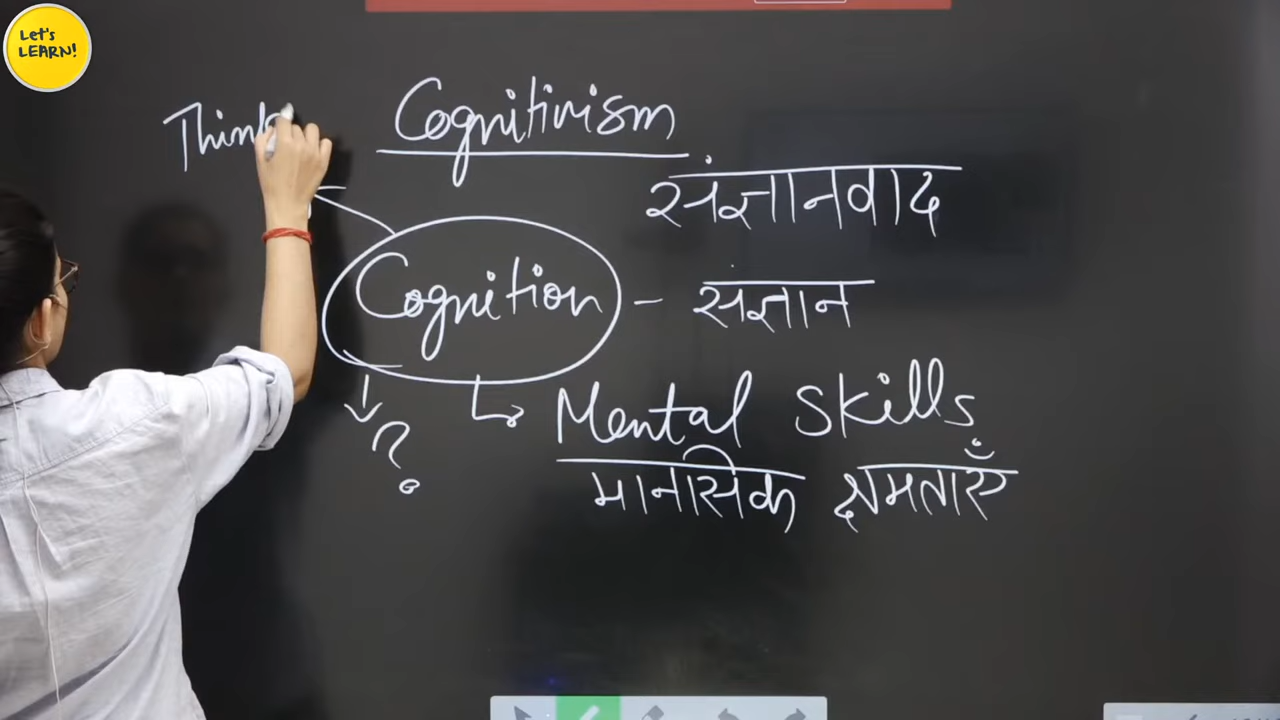 Let's
LEARN!
Think
Cognitivism
संज्ञानवाद
Cognition - संज्ञान
?
Mental Skills
मानसिक क्षमताएँ